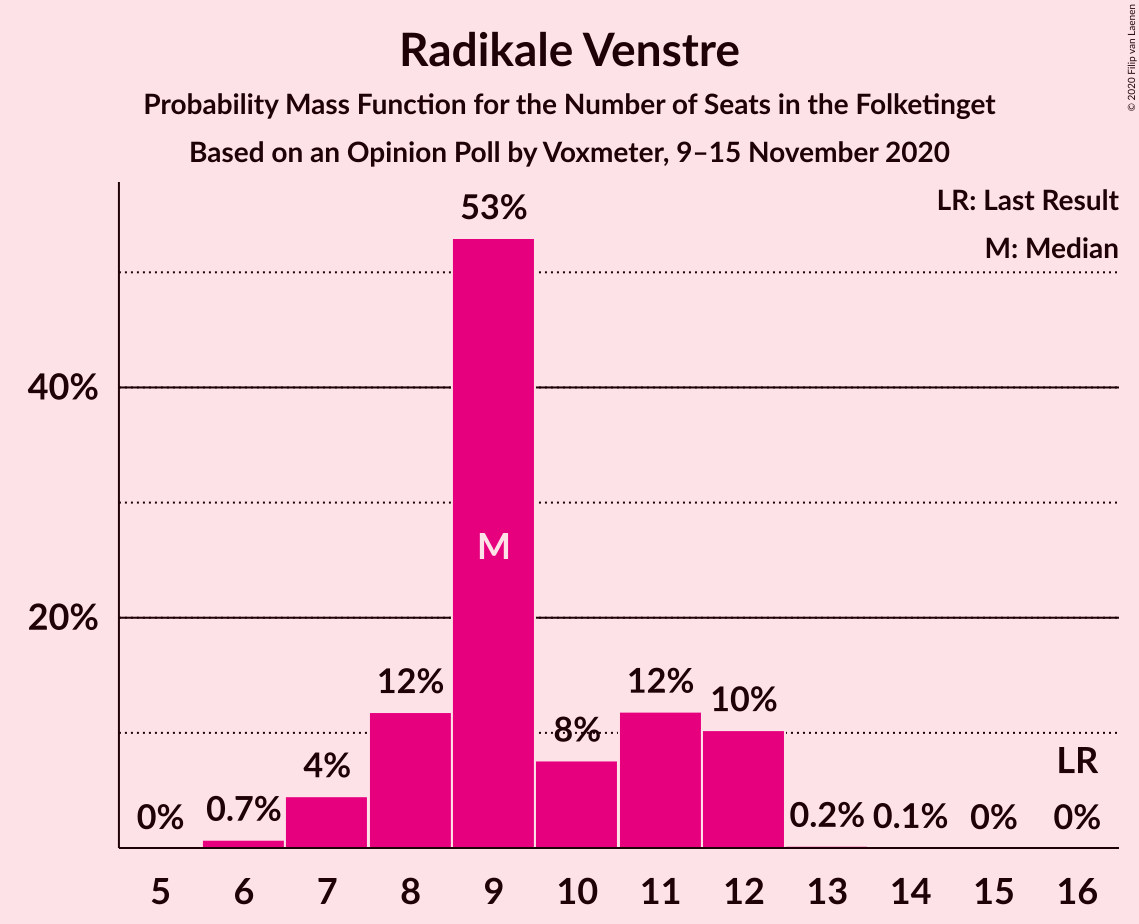 Radikale Venstre
Probability Mass Function for the Number of Seats in the Folketinget
Based on an Opinion Poll by Voxmeter, 9–15 November 2020
© 2020 Filip van Laenen
LR: Last Result
M: Median
53%
40%
M
20%
12%
12%
10%
8%
4%
LR
0%
0.7%
0.2%
0.1%
0%
0%
5 6 7 8 9 10 11 12 13 14 15 16